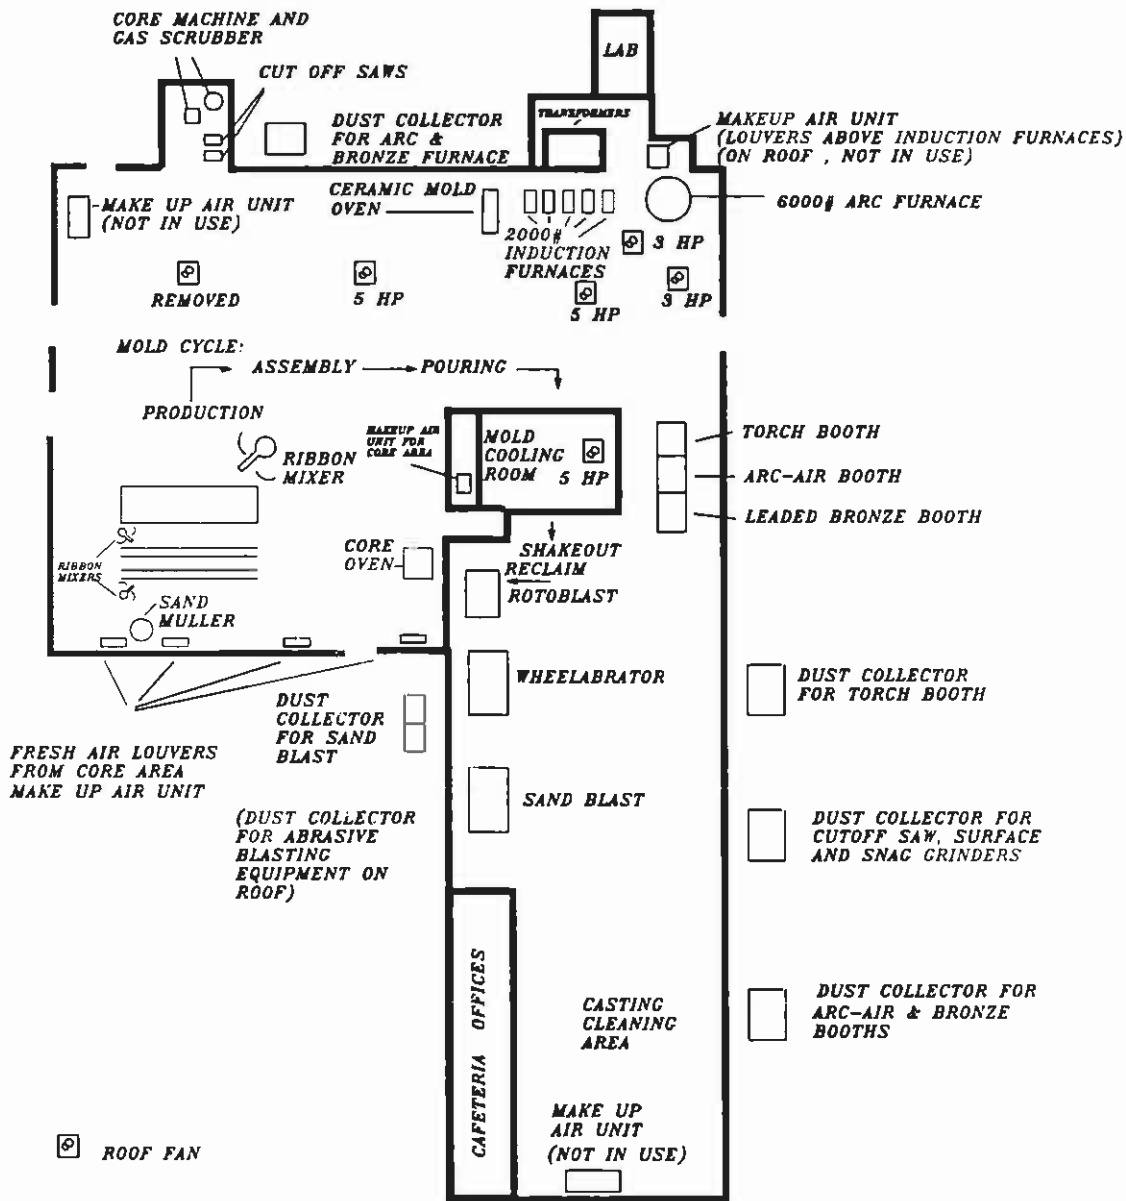 CORE MACHINE AND
GAS SCRUBBER
CUT OFF SAWS
LAB
TRANSFORMERS
DUST COLLECTOR
FOR ARC &
BRONZE FURNACE
MAKEUP AIR UNIT
(LOUVERS ABOVE INDUCTION FURNACES)
(ON ROOF , NOT IN USE)
MAKE UP AIR UNIT
(NOT IN USE)
CERAMIC MOLD
OVEN
6000# ARC FURNACE
2000#
INDUCTION
FURNACES
3 HP
REMOVED
5 HP
5 HP
3 HP
MOLD CYCLE:
ASSEMBLY
POURING
PRODUCTION
RIBBON
MIXER
MAKEUP AIR
UNIT FOR
CORE AREA
MOLD
COOLING
ROOM
5 HP
TORCH BOOTH
ARC-AIR BOOTH
LEADED BRONZE BOOTH
RIBBON
MIXERS
CORE
OVEN
SHAKEOUT
RECLAIM
ROTOBLAST
SAND
MULLER
WHEELABRATOR
DUST COLLECTOR
FOR TORCH BOOTH
DUST
COLLECTOR
FOR SAND
BLAST
FRESH AIR LOUVERS
FROM CORE AREA
MAKE UP AIR UNIT
SAND BLAST
(DUST COLLECTOR
FOR ABRASIVE
BLASTING
EQUIPMENT ON
ROOF)
DUST COLLECTOR FOR
CUTOFF SAW, SURFACE
AND SNAG GRINDERS
CAFETERIA OFFICES
CASTING
CLEANING
AREA
DUST COLLECTOR FOR
ARC-AIR & BRONZE
BOOTHS
MAKE UP
AIR UNIT
(NOT IN USE)
ROOF FAN